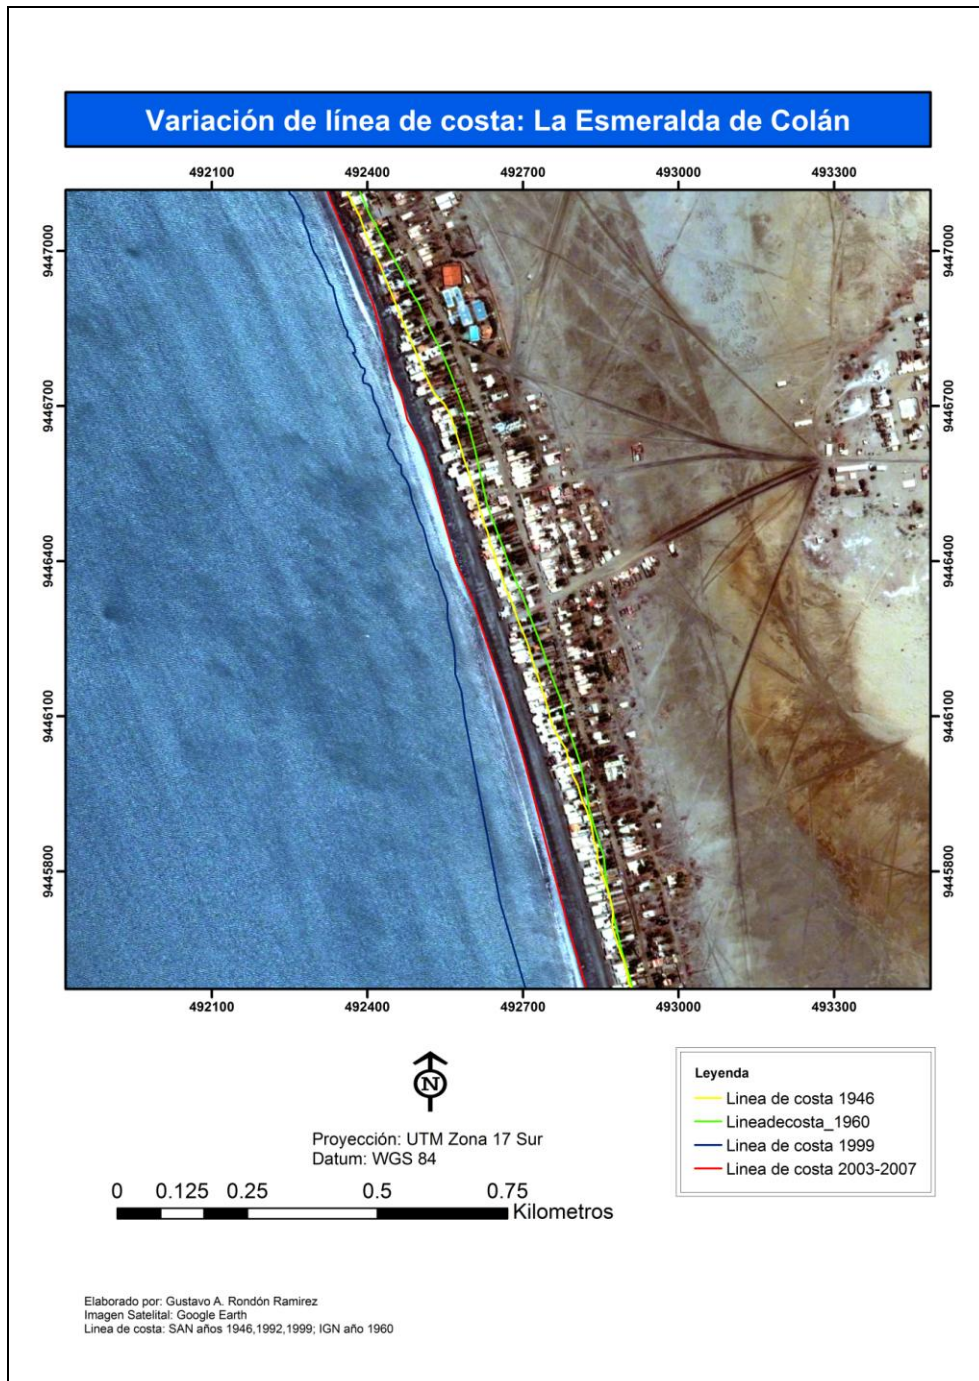 Variación de línea de costa: La Esmeralda de Colán
492100 492400 492700 493000 493300
9447000 9447000
9446700 9446700
9446400 9446400
9446100 9446100
9445800 9445800
492100 492400 492700 493000 493300
N
Proyección: UTM Zona 17 Sur
Datum: WGS 84
0 0.125 0.25 0.5 0.75
Kilometros
Leyenda
Linea de costa 1946
Lineadecosta_1960
Linea de costa 1999
Linea de costa 2003-2007
Elaborado por: Gustavo A. Rondón Ramirez
Imagen Satelital: Google Earth
Linea de costa: SAN años 1946,1992,1999; IGN año 1960